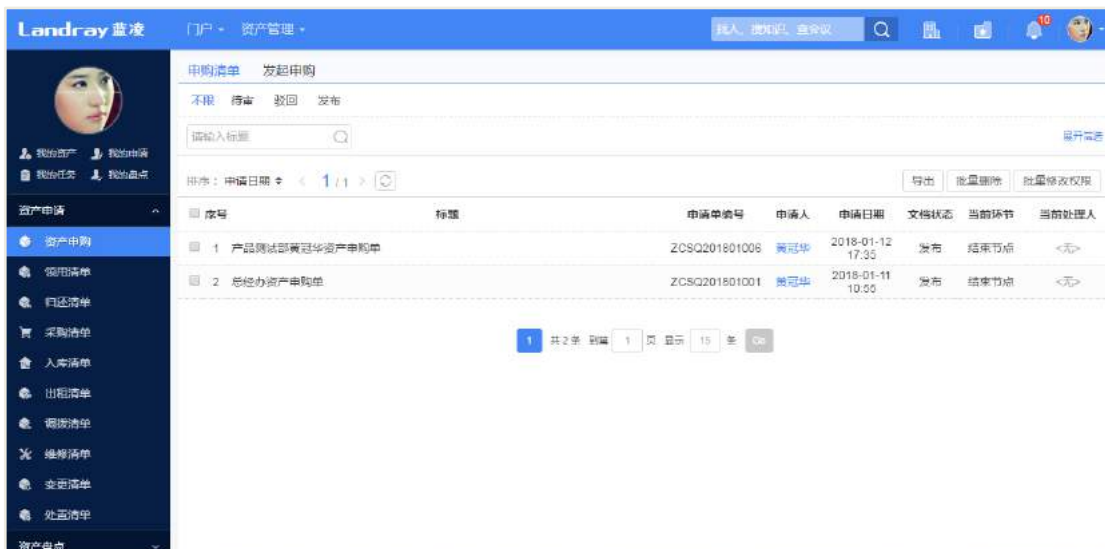 Landray 蓝凌
门户 资产管理
找人、搜知识、查会议
10
我的资产 我的申请
我的任务 我的盘点
资产申请
资产申购
领用清单
归还清单
采购清单
入库清单
出租清单
调拨清单
维修清单
变更清单
处置清单
资产盘点
申购清单 发起申购
不限 待审 驳回 发布
请输入标题
展开筛选
排序： 申请日期 1 / 1
导出 批量删除 批量修改权限
序号 标题 申请单编号 申请人 申请日期 文档状态 当前环节 当前处理人
1 产品测试部黄冠华资产申购单 ZCSQ201801006 黄冠华 2018-01-12 17:35 发布 结束节点 <无>
2 总经办资产申购单 ZCSQ201801001 黄冠华 2018-01-11 10:55 发布 结束节点 <无>
1 共2条 到第 1 页 显示 15 条 Go